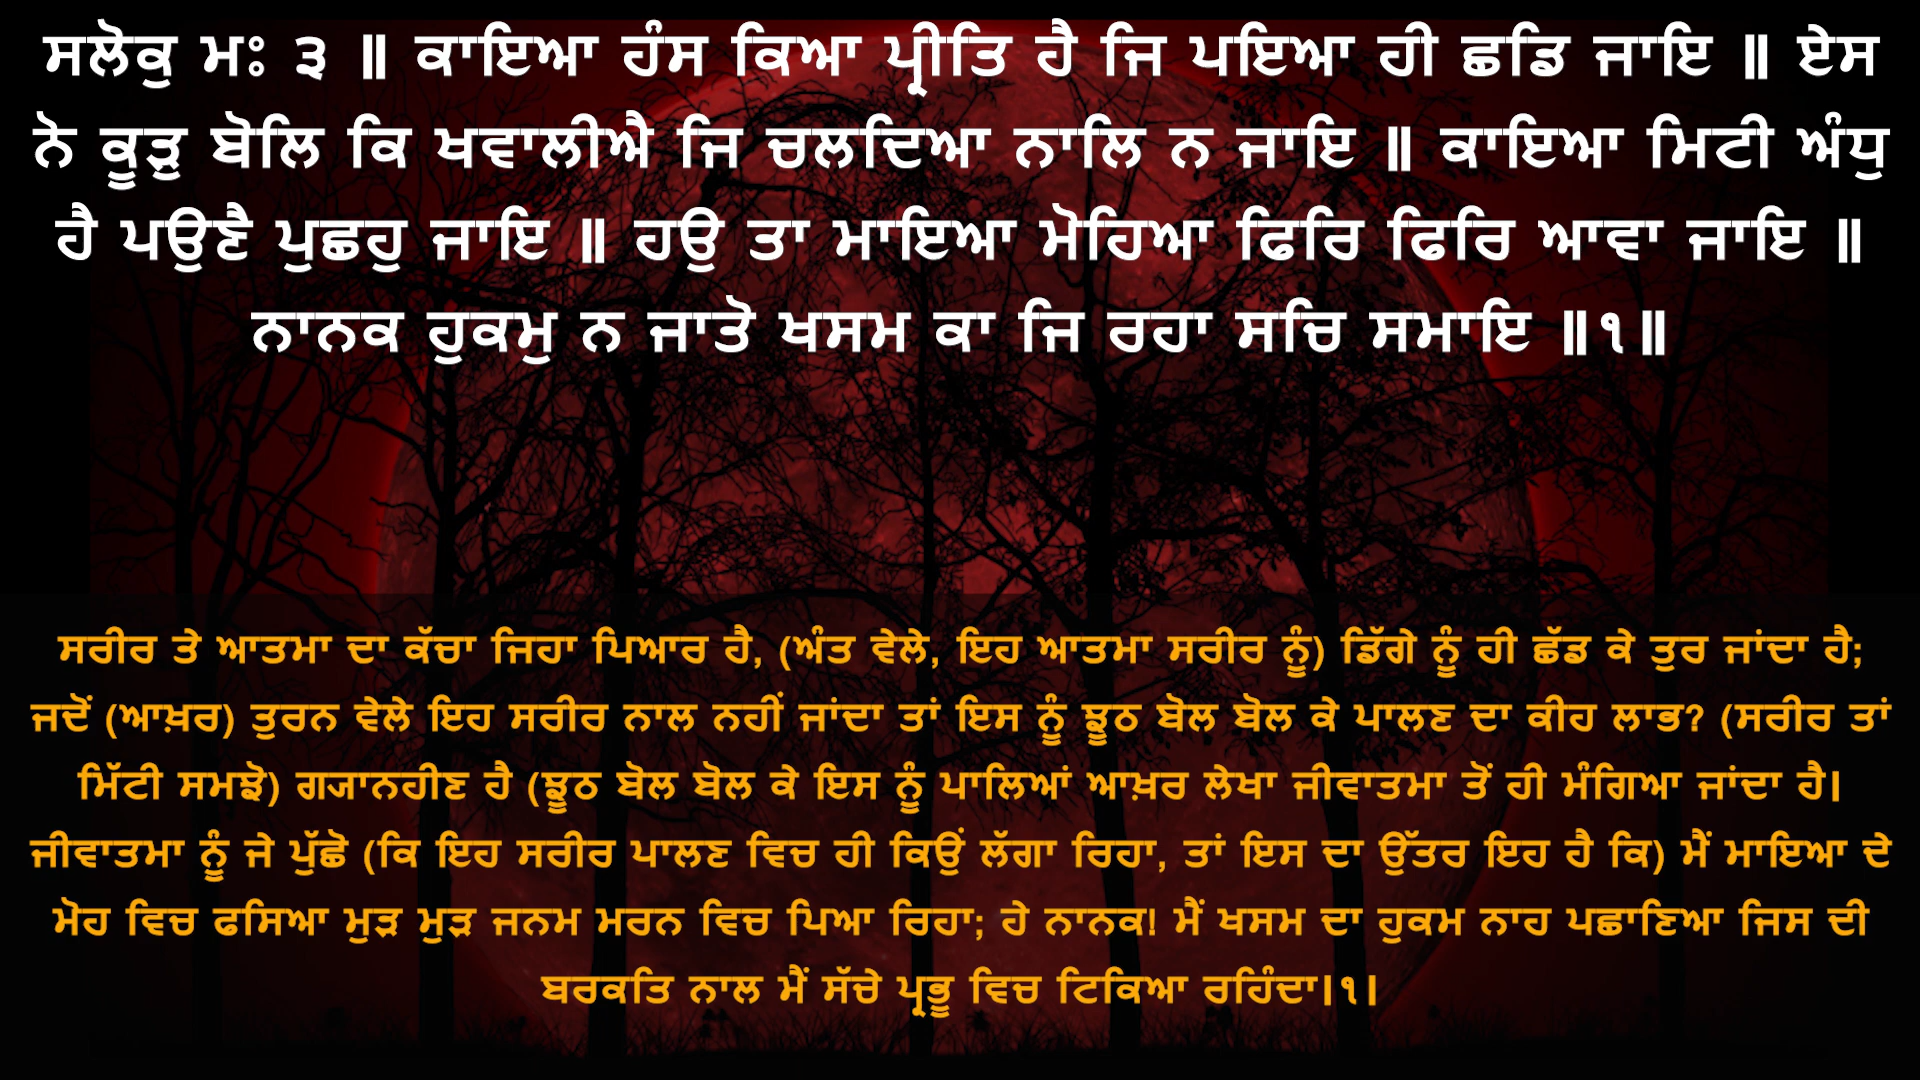 ਸਲੋਕੁ ਮਃ ੩ ॥ ਕਾਇਆ ਹੰਸ ਕਿਆ ਪ੍ਰੀਤਿ ਹੈ ਜਿ ਪਇਆ ਹੀ ਛਡਿ ਜਾਇ ॥ ਏਸ
ਨੋ ਕੂੜੁ ਬੋਲਿ ਕਿ ਖਵਾਲੀਐ ਜਿ ਚਲਦਿਆ ਨਾਲਿ ਨ ਜਾਇ ॥ ਕਾਇਆ ਮਿਟੀ ਅੰਧੁ
ਹੈ ਪਉਣੈ ਪੁਛਹੁ ਜਾਇ ॥ ਹਉ ਤਾ ਮਾਇਆ ਮੋਹਿਆ ਫਿਰਿ ਫਿਰਿ ਆਵਾ ਜਾਇ ॥
ਨਾਨਕ ਹੁਕਮੁ ਨ ਜਾਤੋ ਖਸਮ ਕਾ ਜਿ ਰਹਾ ਸਚਿ ਸਮਾਇ ॥੧॥
ਸਰੀਰ ਤੇ ਆਤਮਾ ਦਾ ਕੱਚਾ ਜਿਹਾ ਪਿਆਰ ਹੈ, (ਅੰਤ ਵੇਲੇ, ਇਹ ਆਤਮਾ ਸਰੀਰ ਨੂੰ) ਡਿੱਗੇ ਨੂੰ ਹੀ ਛੱਡ ਕੇ ਤੁਰ ਜਾਂਦਾ ਹੈ;
ਜਦੋਂ (ਆਖ਼ਰ) ਤੁਰਨ ਵੇਲੇ ਇਹ ਸਰੀਰ ਨਾਲ ਨਹੀਂ ਜਾਂਦਾ ਤਾਂ ਇਸ ਨੂੰ ਝੂਠ ਬੋਲ ਬੋਲ ਕੇ ਪਾਲਣ ਦਾ ਕੀਹ ਲਾਭ? (ਸਰੀਰ ਤਾਂ
ਮਿੱਟੀ ਸਮਝੋ) ਗਿਆਨਹੀਣ ਹੈ (ਝੂਠ ਬੋਲ ਬੋਲ ਕੇ ਇਸ ਨੂੰ ਪਾਲਿਆਂ ਆਖ਼ਰ ਲੇਖਾ ਜੀਵਾਤਮਾ ਤੋਂ ਹੀ ਮੰਗਿਆ ਜਾਂਦਾ ਹੈ।
ਜੀਵਾਤਮਾ ਨੂੰ ਜੇ ਪੁੱਛੋ (ਕਿ ਇਹ ਸਰੀਰ ਪਾਲਣ ਵਿਚ ਹੀ ਕਿਉਂ ਲੱਗਾ ਰਿਹਾ, ਤਾਂ ਇਸ ਦਾ ਉੱਤਰ ਇਹ ਹੈ ਕਿ) ਮੈਂ ਮਾਇਆ ਦੇ
ਮੋਹ ਵਿਚ ਫਸਿਆ ਮੁੜ ਮੁੜ ਜਨਮ ਮਰਨ ਵਿਚ ਪਿਆ ਰਿਹਾ; ਹੇ ਨਾਨਕ! ਮੈਂ ਖਸਮ ਦਾ ਹੁਕਮ ਨਾਹ ਪਛਾਣਿਆ ਜਿਸ ਦੀ
ਬਰਕਤਿ ਨਾਲ ਮੈਂ ਸੱਚੇ ਪ੍ਰਭੂ ਵਿਚ ਟਿਕਿਆ ਰਹਿੰਦਾ।੧।